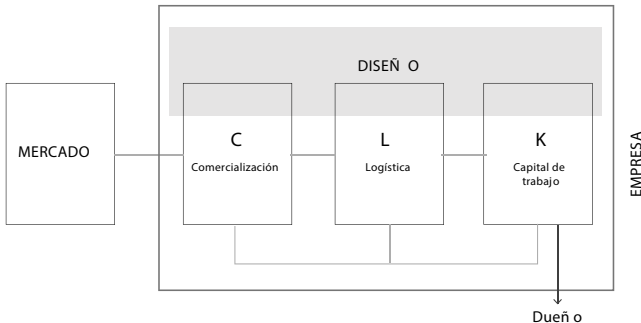 DISEÑ O
MERCADO
C
Comercialización
L
Logística
K
Capital de
trabajo
EMPRESA
Dueñ o